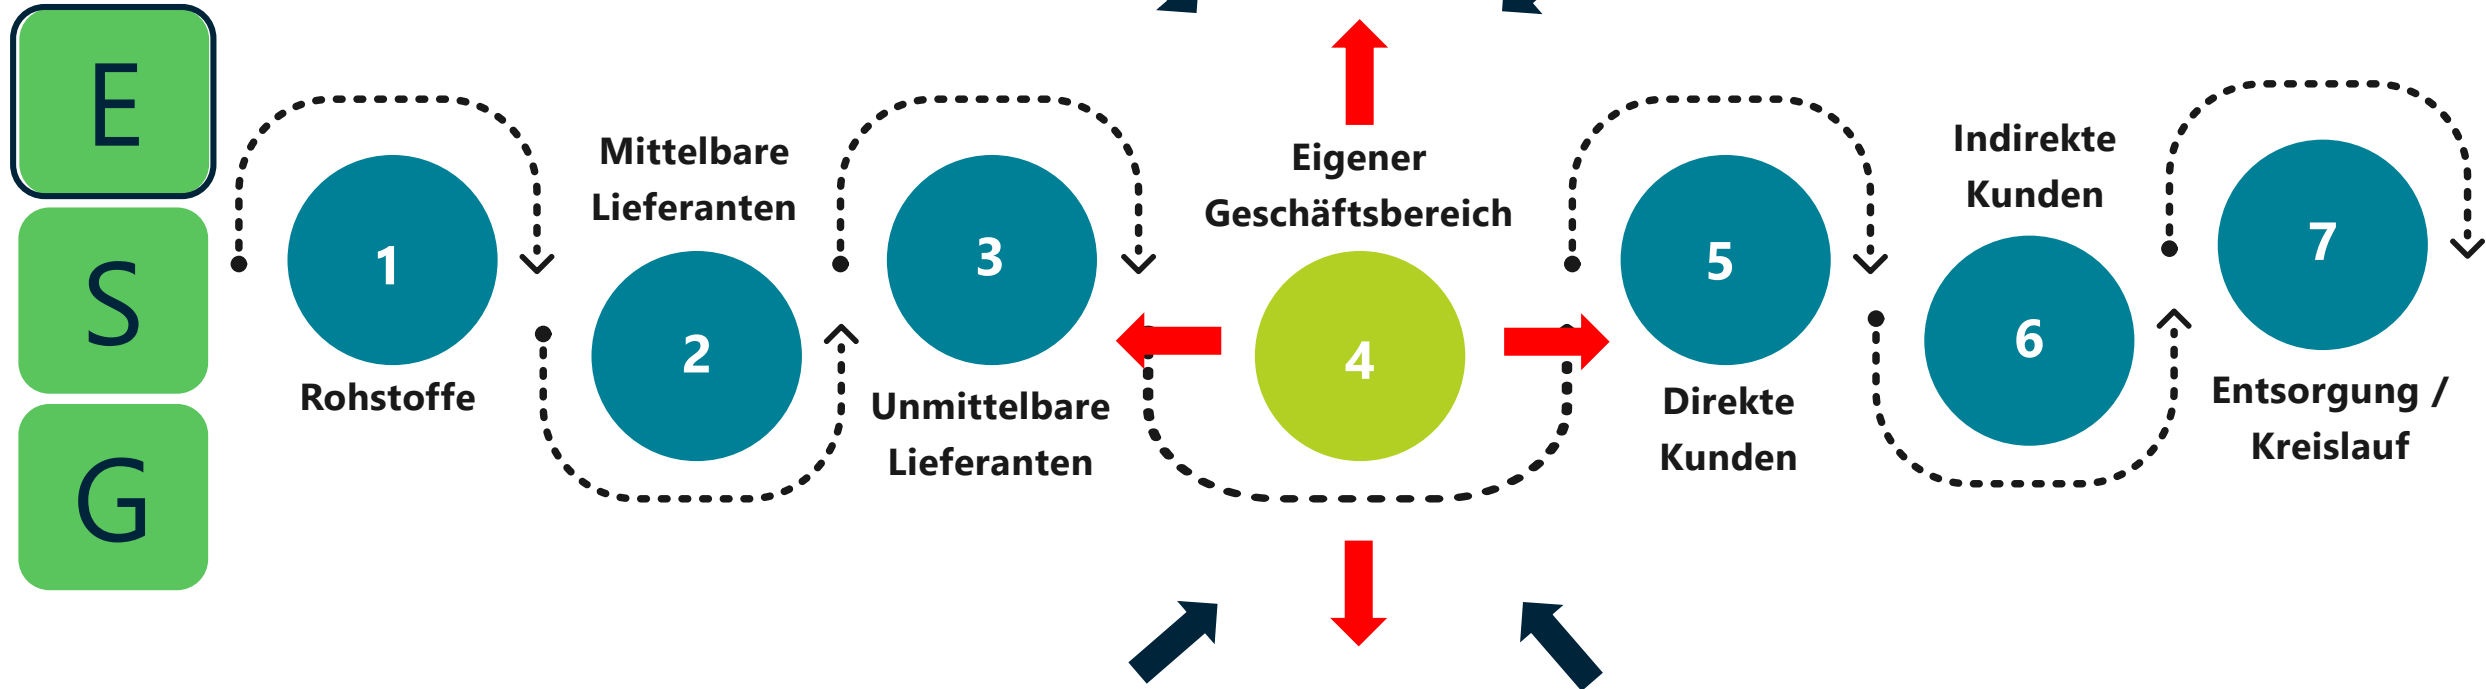 E
S
G
1
Rohstoffe
Mittelbare
Lieferanten
2
3
Unmittelbare
Lieferanten
Eigener
Geschäftsbereich
4
5
Direkte
Kunden
Indirekte
Kunden
6
7
Entsorgung /
Kreislauf